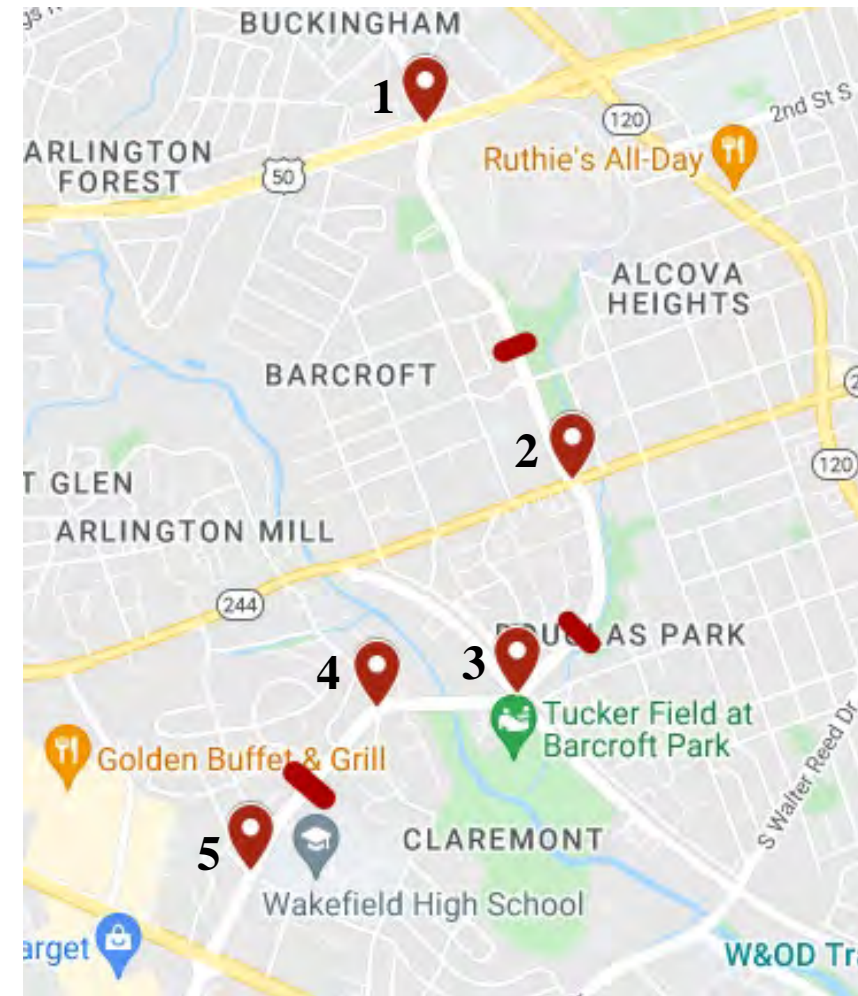 BUCKINGHAM
1
120
2nd St S
ARLINGTON
FOREST
50
Ruthie's All-Day
ALCOVA
HEIGHTS
BARCROFT
2
120
T GLEN
ARLINGTON MILL
244
DOUGLAS PARK
3
4
Tucker Field at
Barcroft Park
Golden Buffet & Grill
S Walter Reed Dr
5
CLAREMONT
Wakefield High School
arget
W&OD Tr